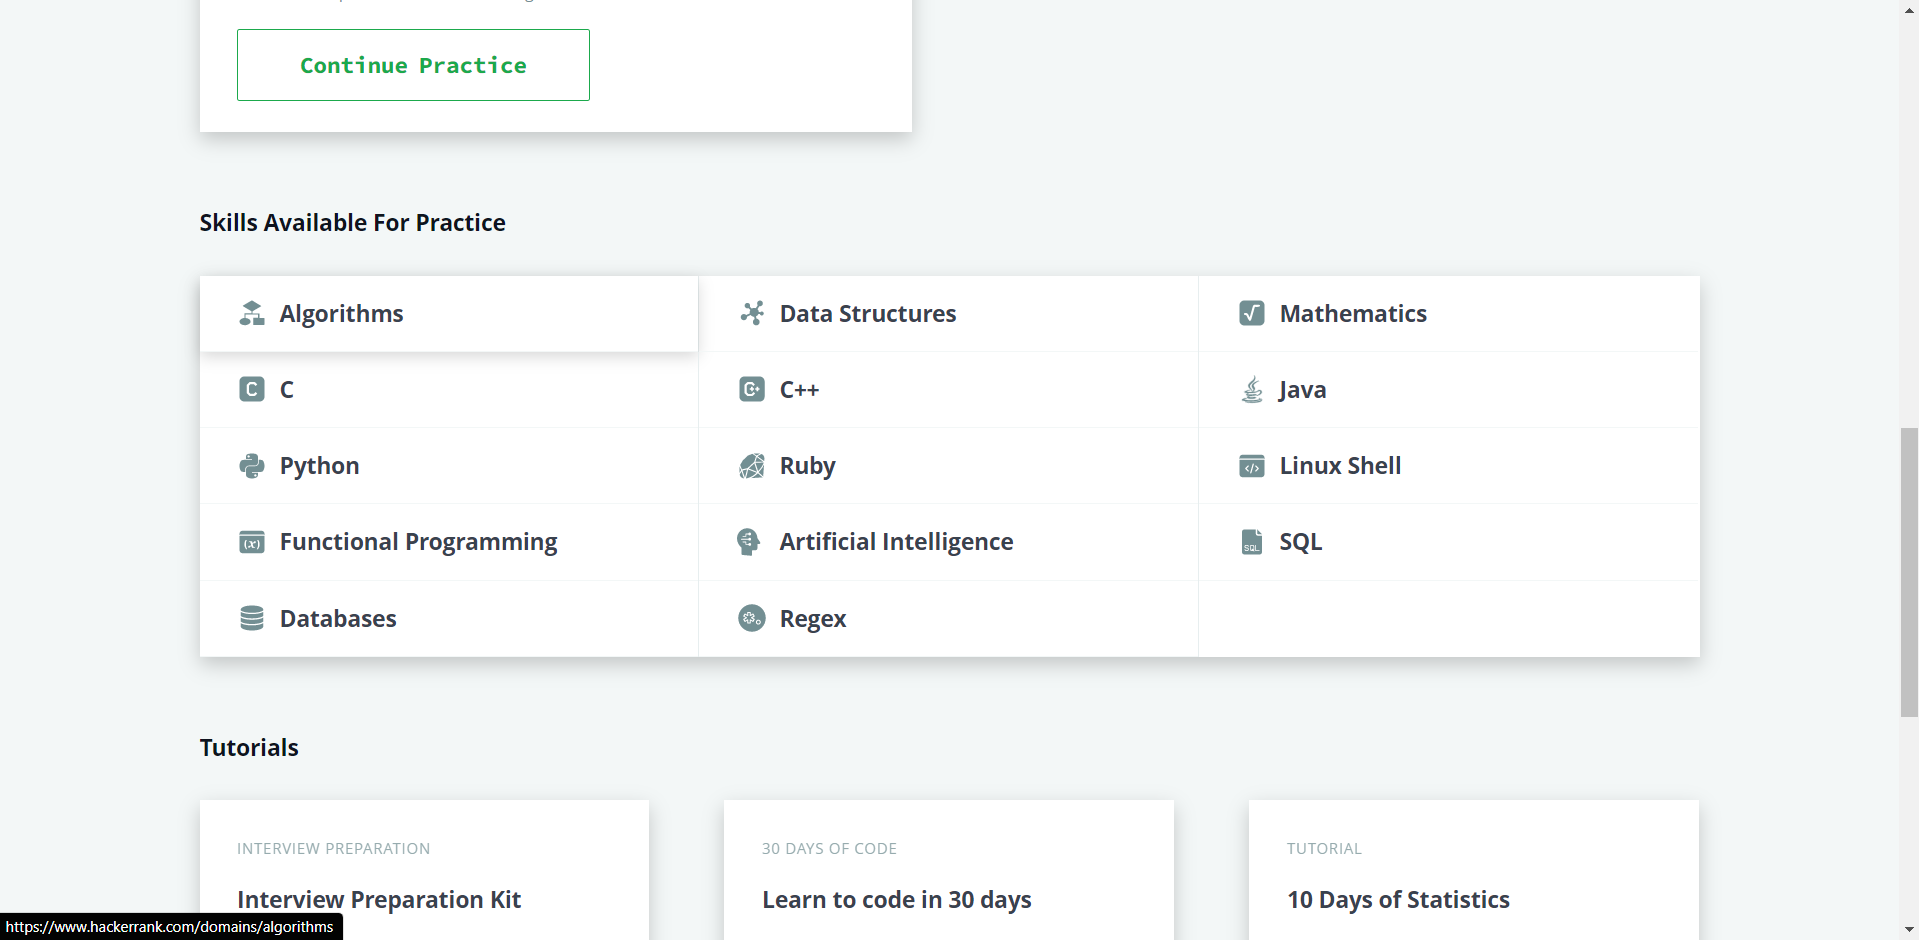 Continue Practice
Skills Available For Practice
Algorithms
Data Structures
Mathematics
C
C++
Java
Python
Ruby
Linux Shell
Functional Programming
Artificial Intelligence
SQL
Databases
Regex
Tutorials
INTERVIEW PREPARATION
30 DAYS OF CODE
TUTORIAL
Interview Preparation Kit
Learn to code in 30 days
10 Days of Statistics
https://www.hackerrank.com/domains/algorithms